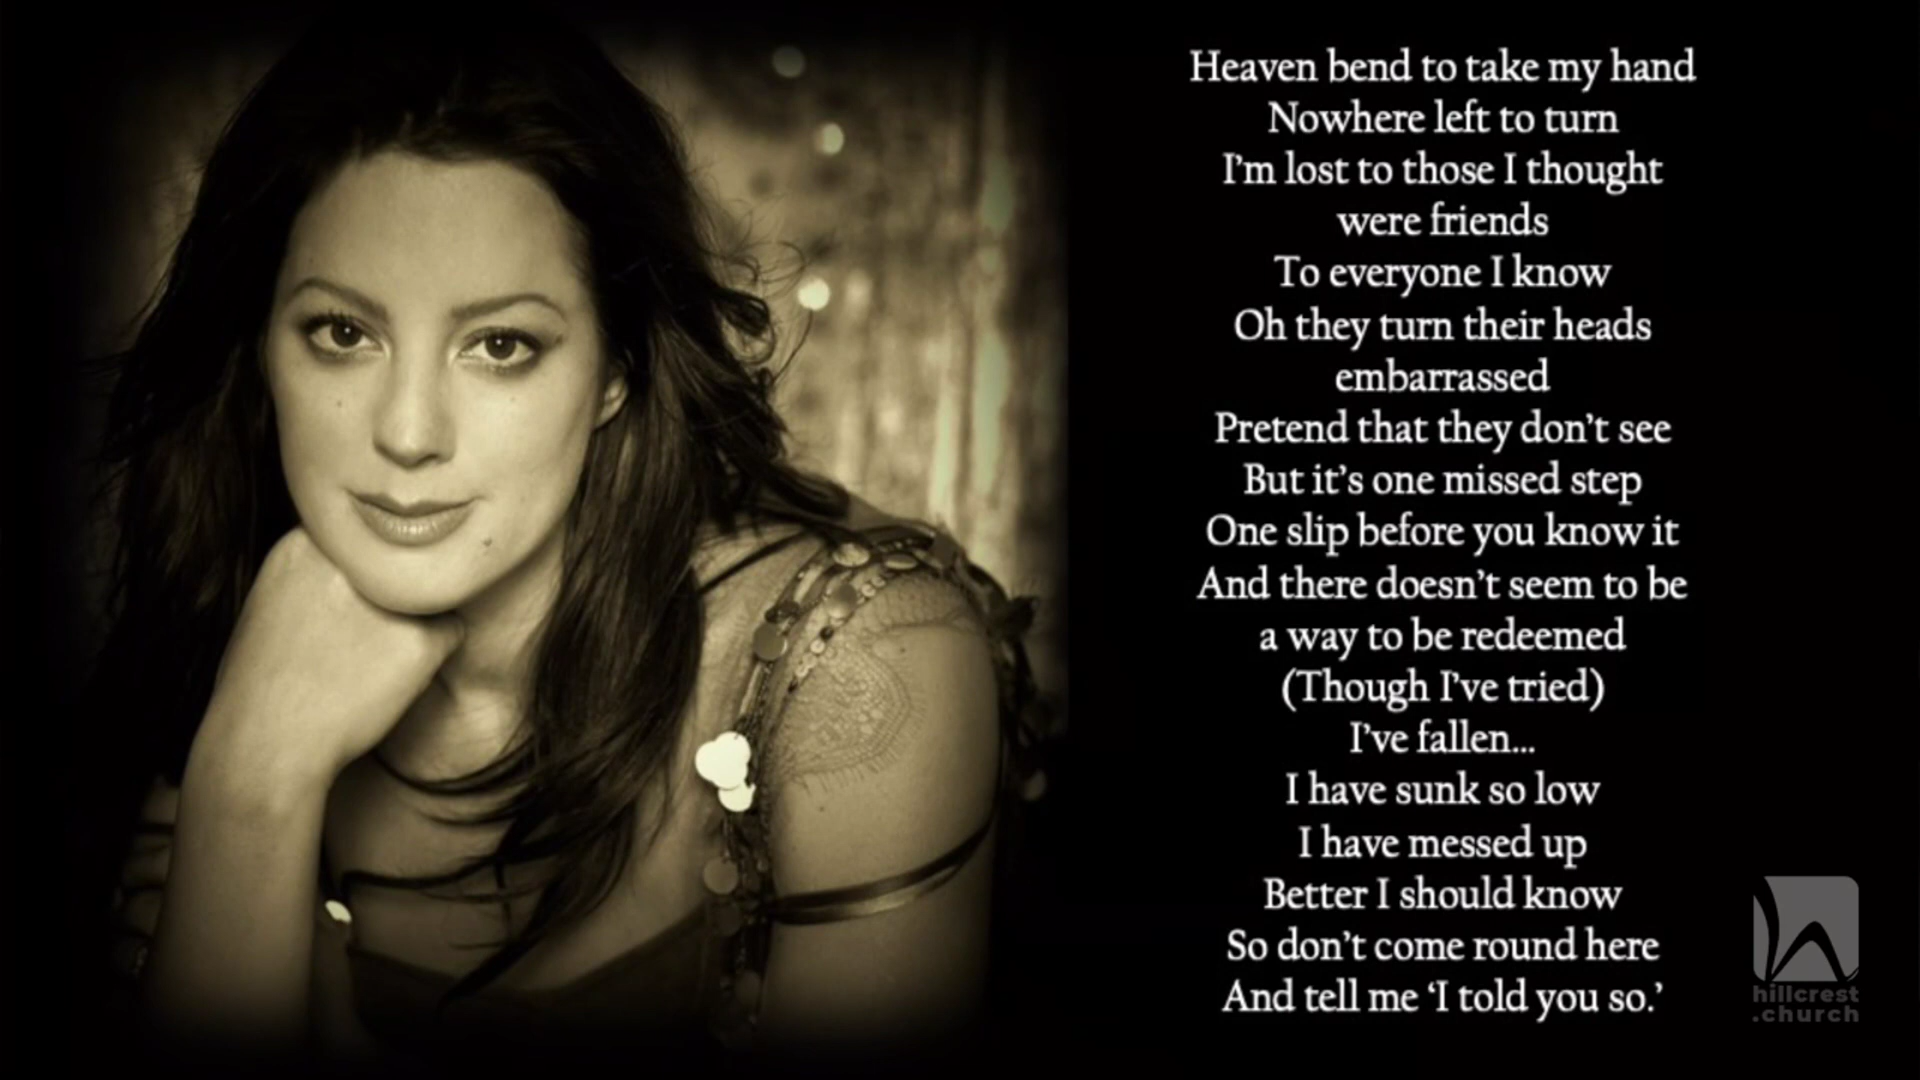 Heaven bend to take my hand
Nowhere left to turn
I'm lost to those I thought
were friends
To everyone I know
Oh they turn their heads
embarrassed
Pretend that they don't see
But it's one missed step
One slip before you know it
And there doesn't seem to be
a way to be redeemed
(Though I've tried)
I've fallen...
I have sunk so low
I have messed up
Better I should know
So don't come round here
And tell me 'I told you so.'
hillcrest
.church